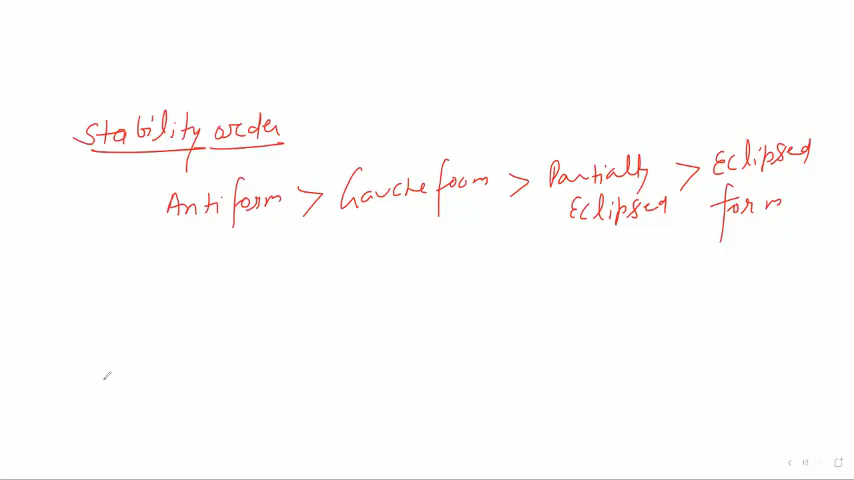 Stability order
Anti form > Gauche form > Partially > Eclipsed
Eclipsed form